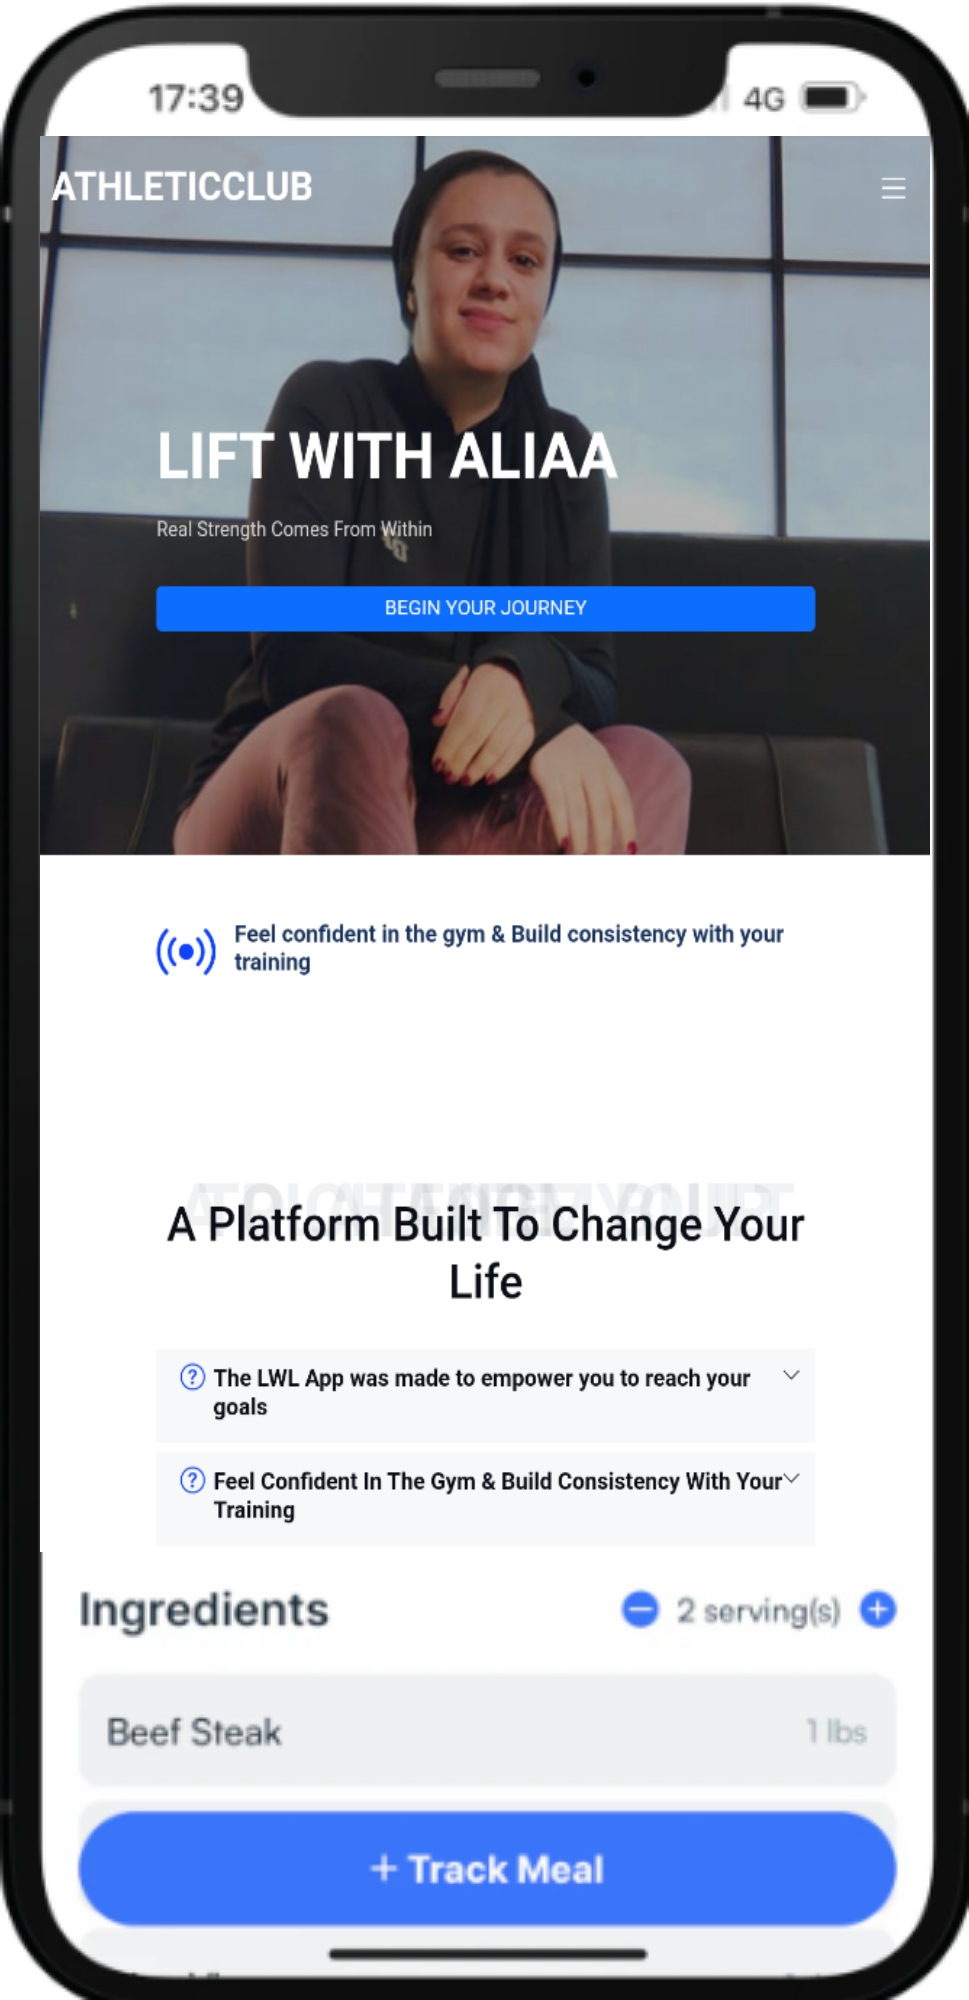 17:39 4G
ATHLETICCLUB
LIFT WITH ALIAA
Real Strength Comes From Within
BEGIN YOUR JOURNEY
Feel confident in the gym & Build consistency with your
training
A Platform Built To Change Your
Life
The LWL App was made to empower you to reach your
goals
Feel Confident In The Gym & Build Consistency With Your
Training
Ingredients 2 serving(s)
Beef Steak 1 lbs
+ Track Meal